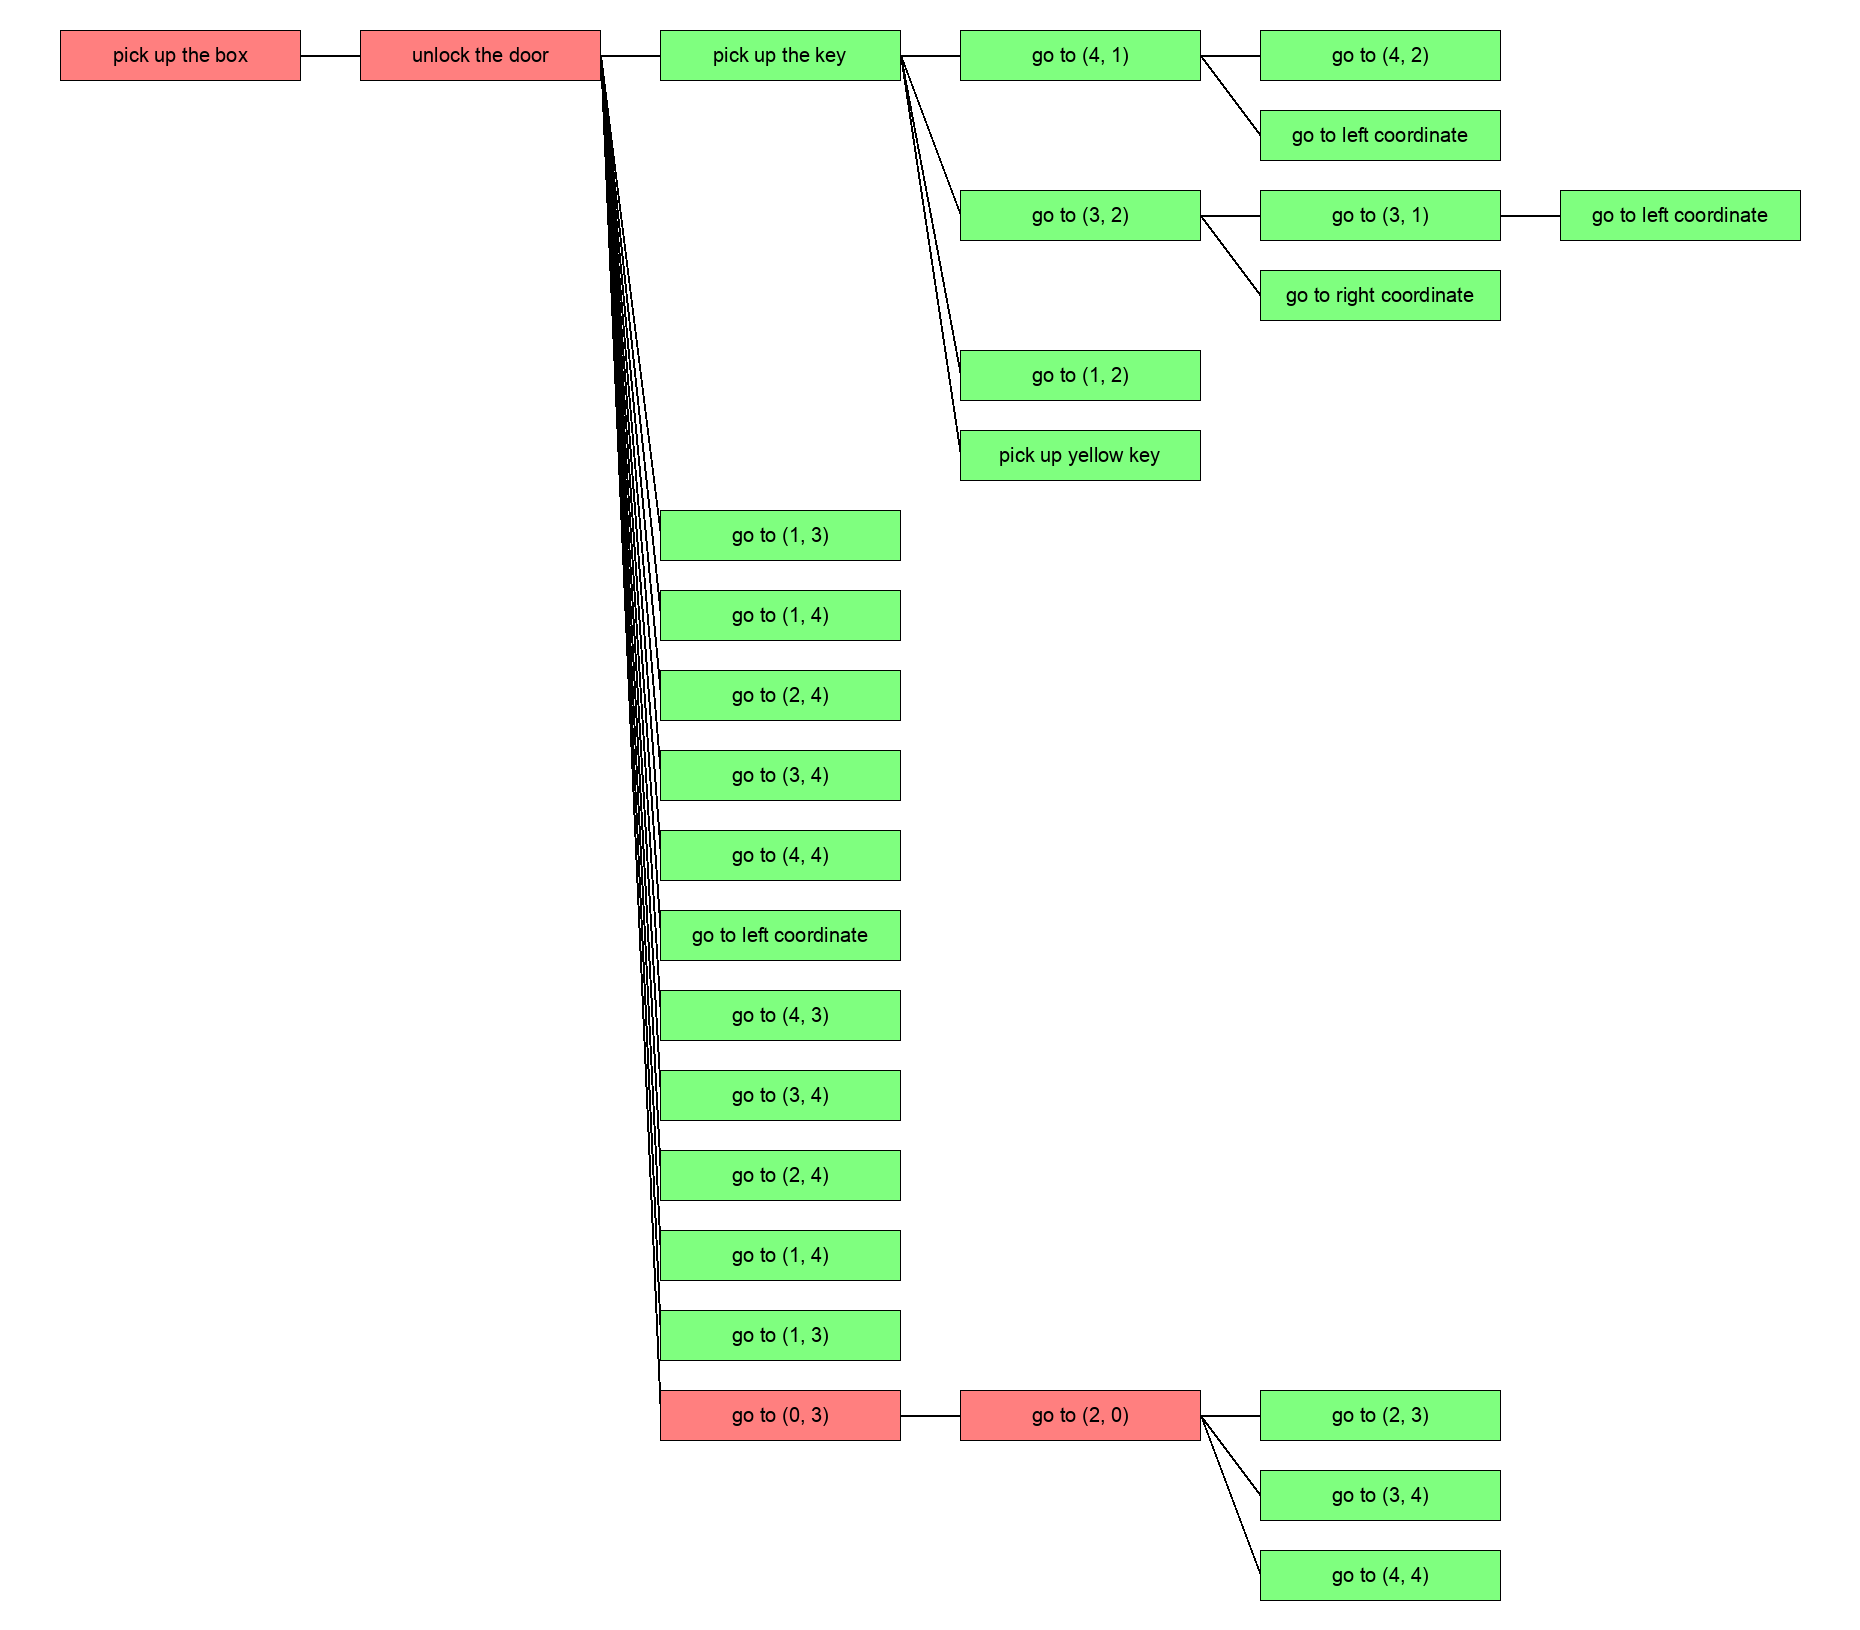 pick up the box
unlock the door
pick up the key
go to (4, 1)
go to (4, 2)
go to left coordinate
go to (3, 2)
go to (3, 1)
go to left coordinate
go to right coordinate
go to (1, 2)
pick up yellow key
go to (1, 3)
go to (1, 4)
go to (2, 4)
go to (3, 4)
go to (4, 4)
go to left coordinate
go to (4, 3)
go to (3, 4)
go to (2, 4)
go to (1, 4)
go to (1, 3)
go to (0, 3)
go to (2, 0)
go to (2, 3)
go to (3, 4)
go to (4, 4)